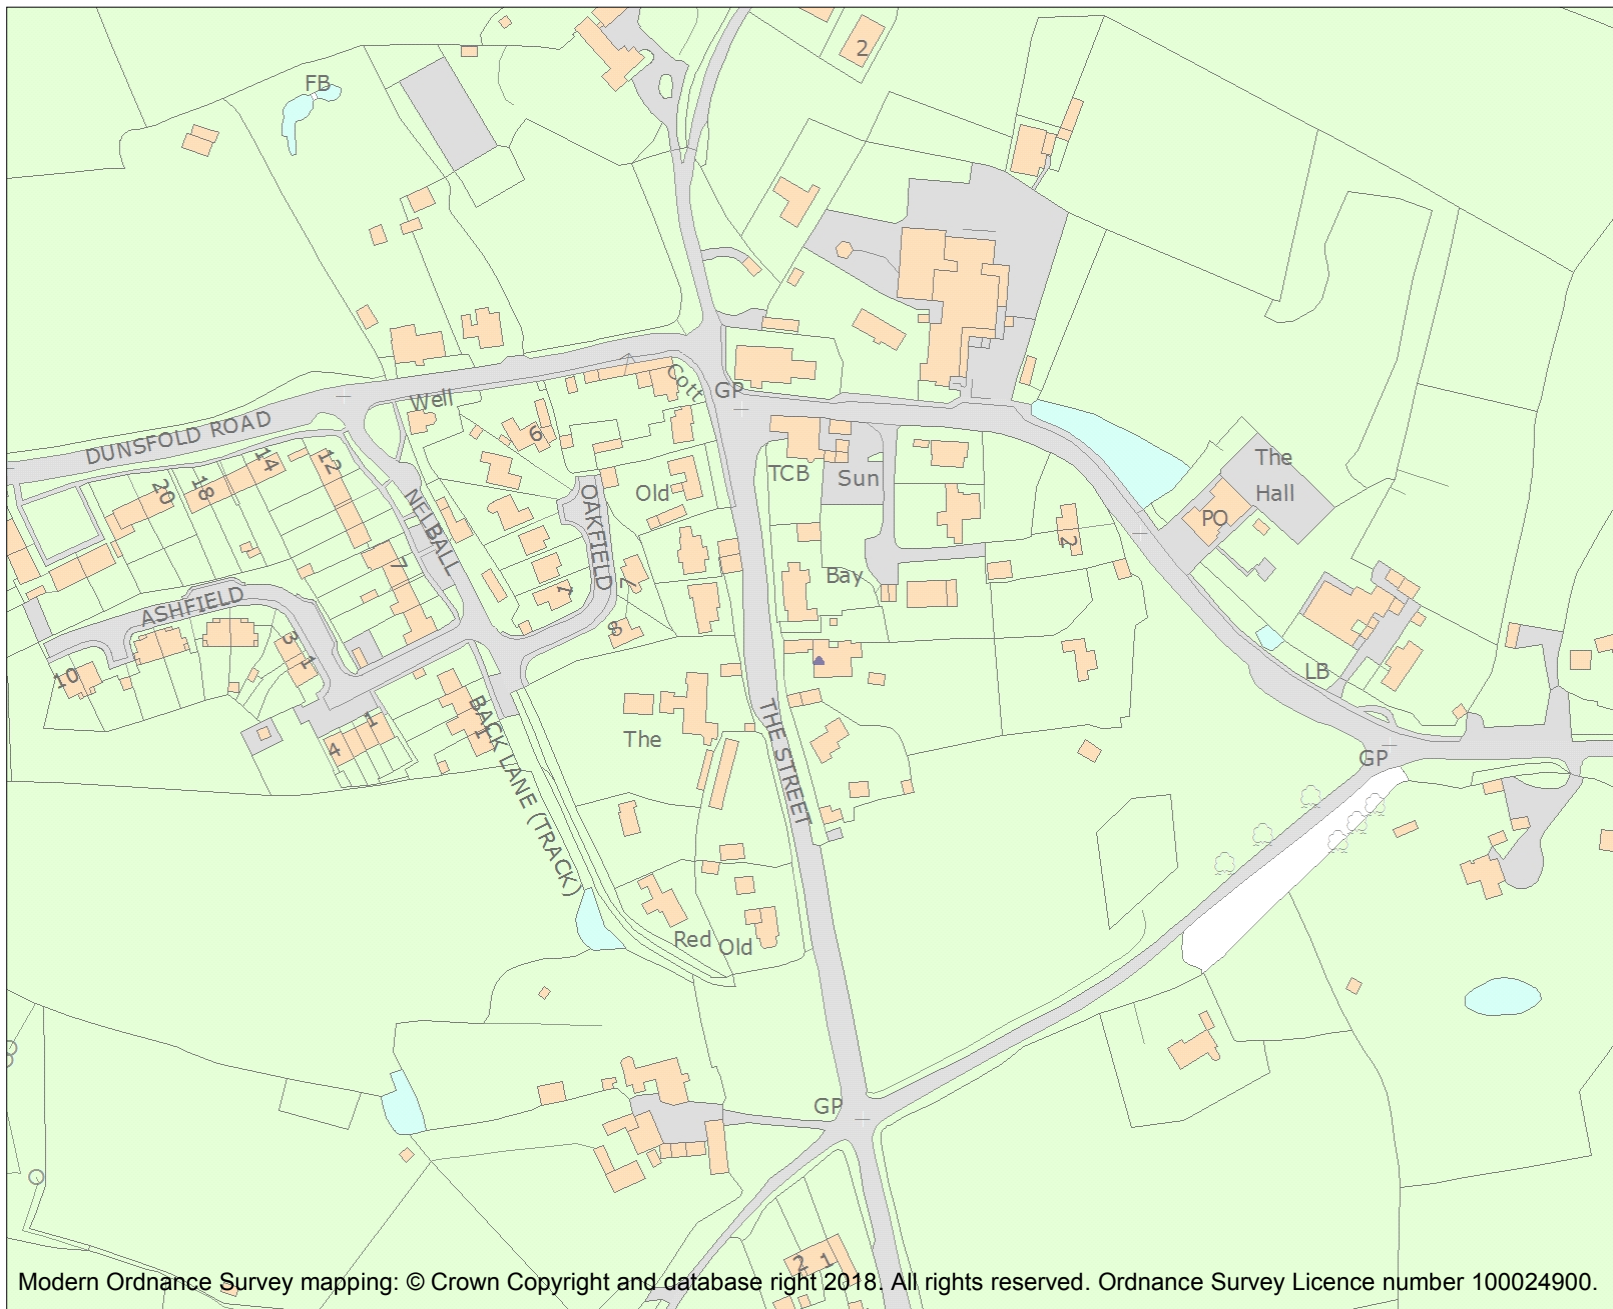 FB
2
Cott
GP
Well
DUNSFOLD ROAD
6
14
12
18
20
TCB
Sun
Old
The
Hall
PO
NELBALL
OAKFIELD
2
7
7
Bay
1
ASHFIELD
8
3
1
10
LB
BACK LANE (TRACK)
1
1
4
The
THE STREET
GP
Red
Old
GP
2
1
Modern Ordnance Survey mapping: © Crown Copyright and database right 2018. All rights reserved. Ordnance Survey Licence number 100024900.